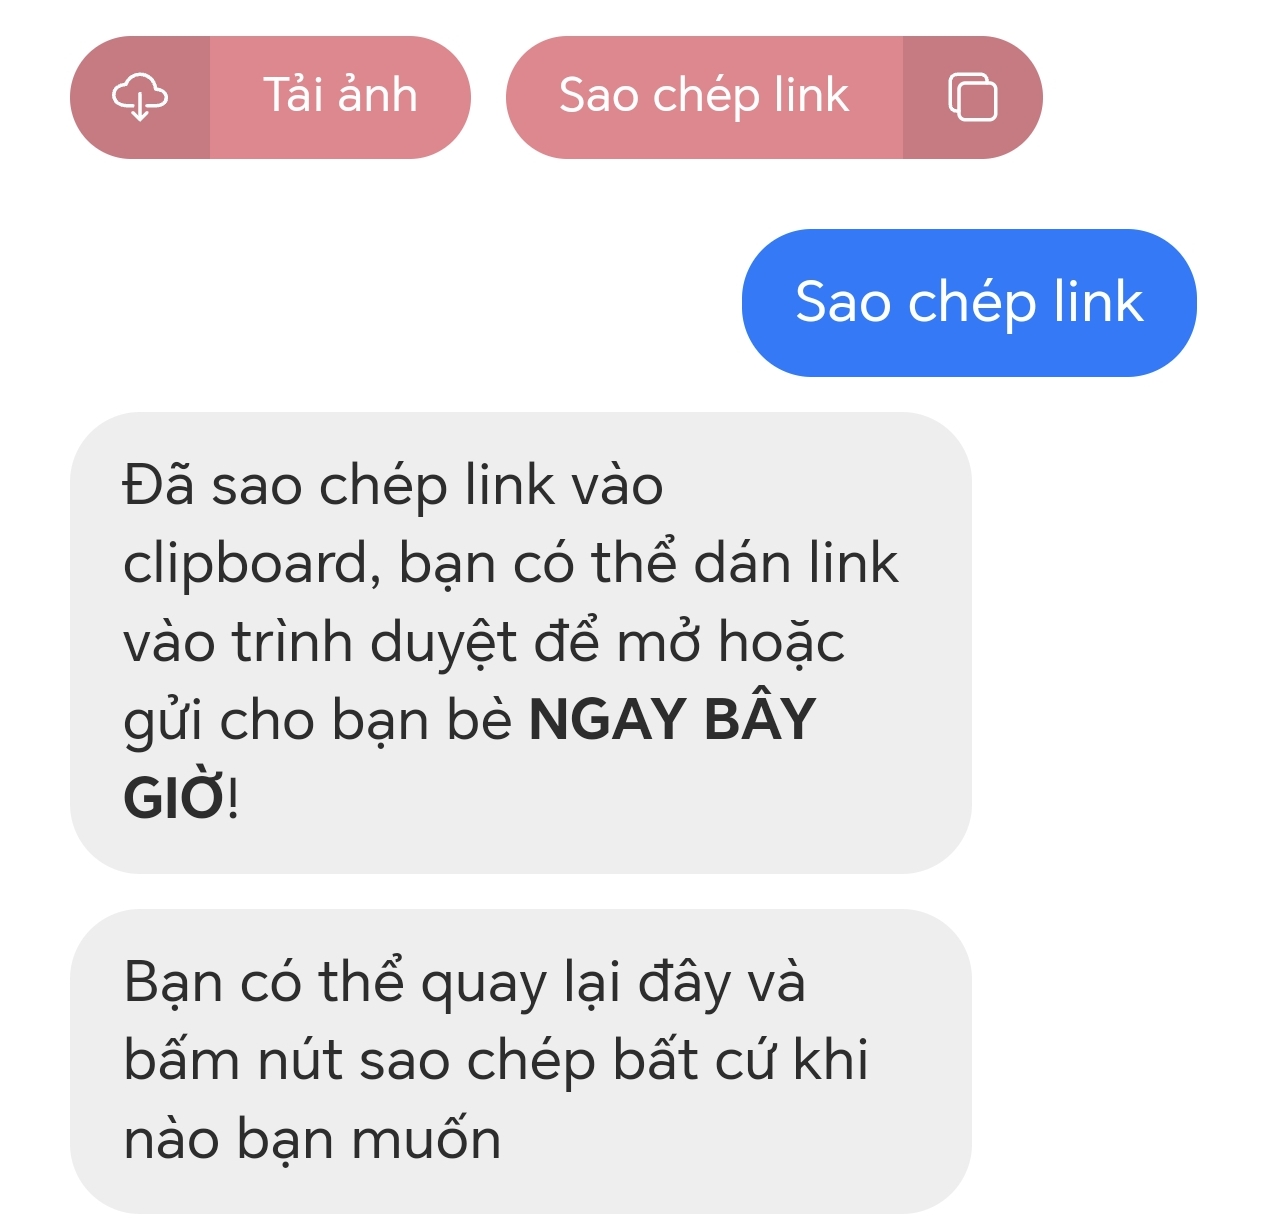 Tải ảnh
Sao chép link
Sao chép link
Đã sao chép link vào
clipboard, bạn có thể dán link
vào trình duyệt để mở hoặc
gửi cho bạn bè NGAY BÂY
GIỜ!
Bạn có thể quay lại đây và
bấm nút sao chép bất cứ khi
nào bạn muốn